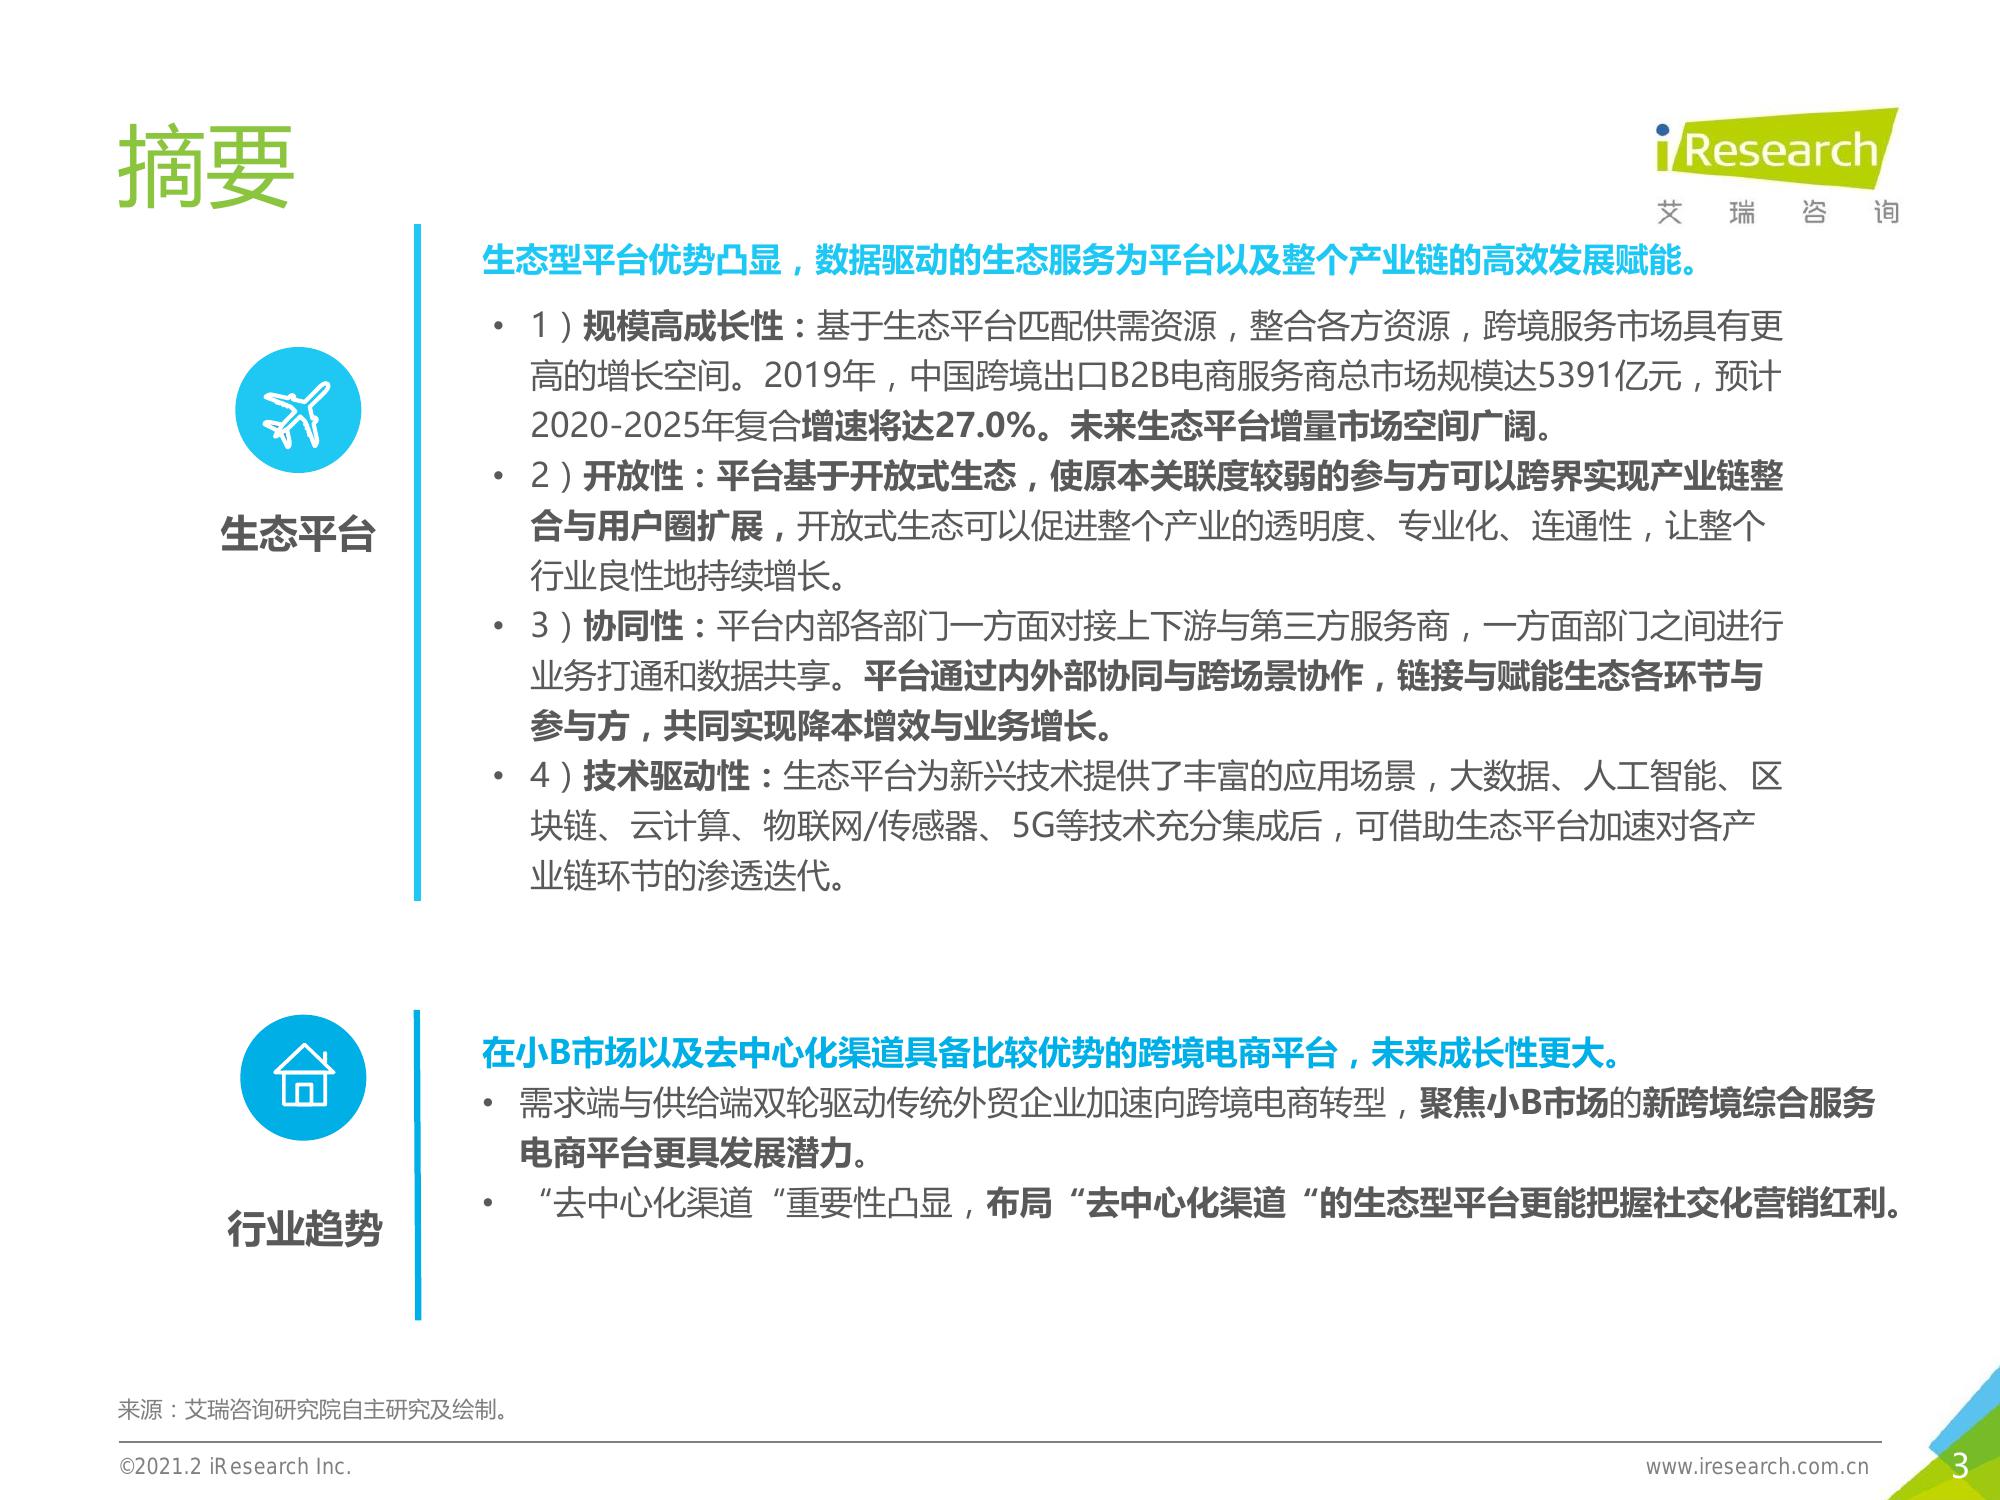 摘要
iResearch
艾瑞咨询
生态型平台优势凸显，数据驱动的生态服务为平台以及整个产业链的高效发展赋能。
• 1）规模高成长性：基于生态平台匹配供需资源，整合各方资源，跨境服务市场具有更
高的增长空间。2019年，中国跨境出口B2B电商服务商总市场规模达5391亿元，预计
2020-2025年复合增速将达27.0%。未来生态平台增量市场空间广阔。
• 2）开放性：平台基于开放式生态，使原本关联度较弱的参与方可以跨界实现产业链整
合与用户圈扩展，开放式生态可以促进整个产业的透明度、专业化、连通性，让整个
行业良性地持续增长。
• 3）协同性：平台内部各部门一方面对接上下游与第三方服务商，一方面部门之间进行
业务打通和数据共享。平台通过内外部协同与跨场景协作，链接与赋能生态各环节与
参与方，共同实现降本增效与业务增长。
• 4）技术驱动性：生态平台为新兴技术提供了丰富的应用场景，大数据、人工智能、区
块链、云计算、物联网/传感器、5G等技术充分集成后，可借助生态平台加速对各产
业链环节的渗透迭代。
生态平台
在小B市场以及去中心化渠道具备比较优势的跨境电商平台，未来成长性更大。
• 需求端与供给端双轮驱动传统外贸企业加速向跨境电商转型，聚焦小B市场的新跨境综合服务
电商平台更具发展潜力。
• “去中心化渠道“重要性凸显，布局“去中心化渠道“的生态型平台更能把握社交化营销红利。
行业趋势
来源：艾瑞咨询研究院自主研究及绘制。
©2021.2 iResearch Inc.
www.iresearch.com.cn
3